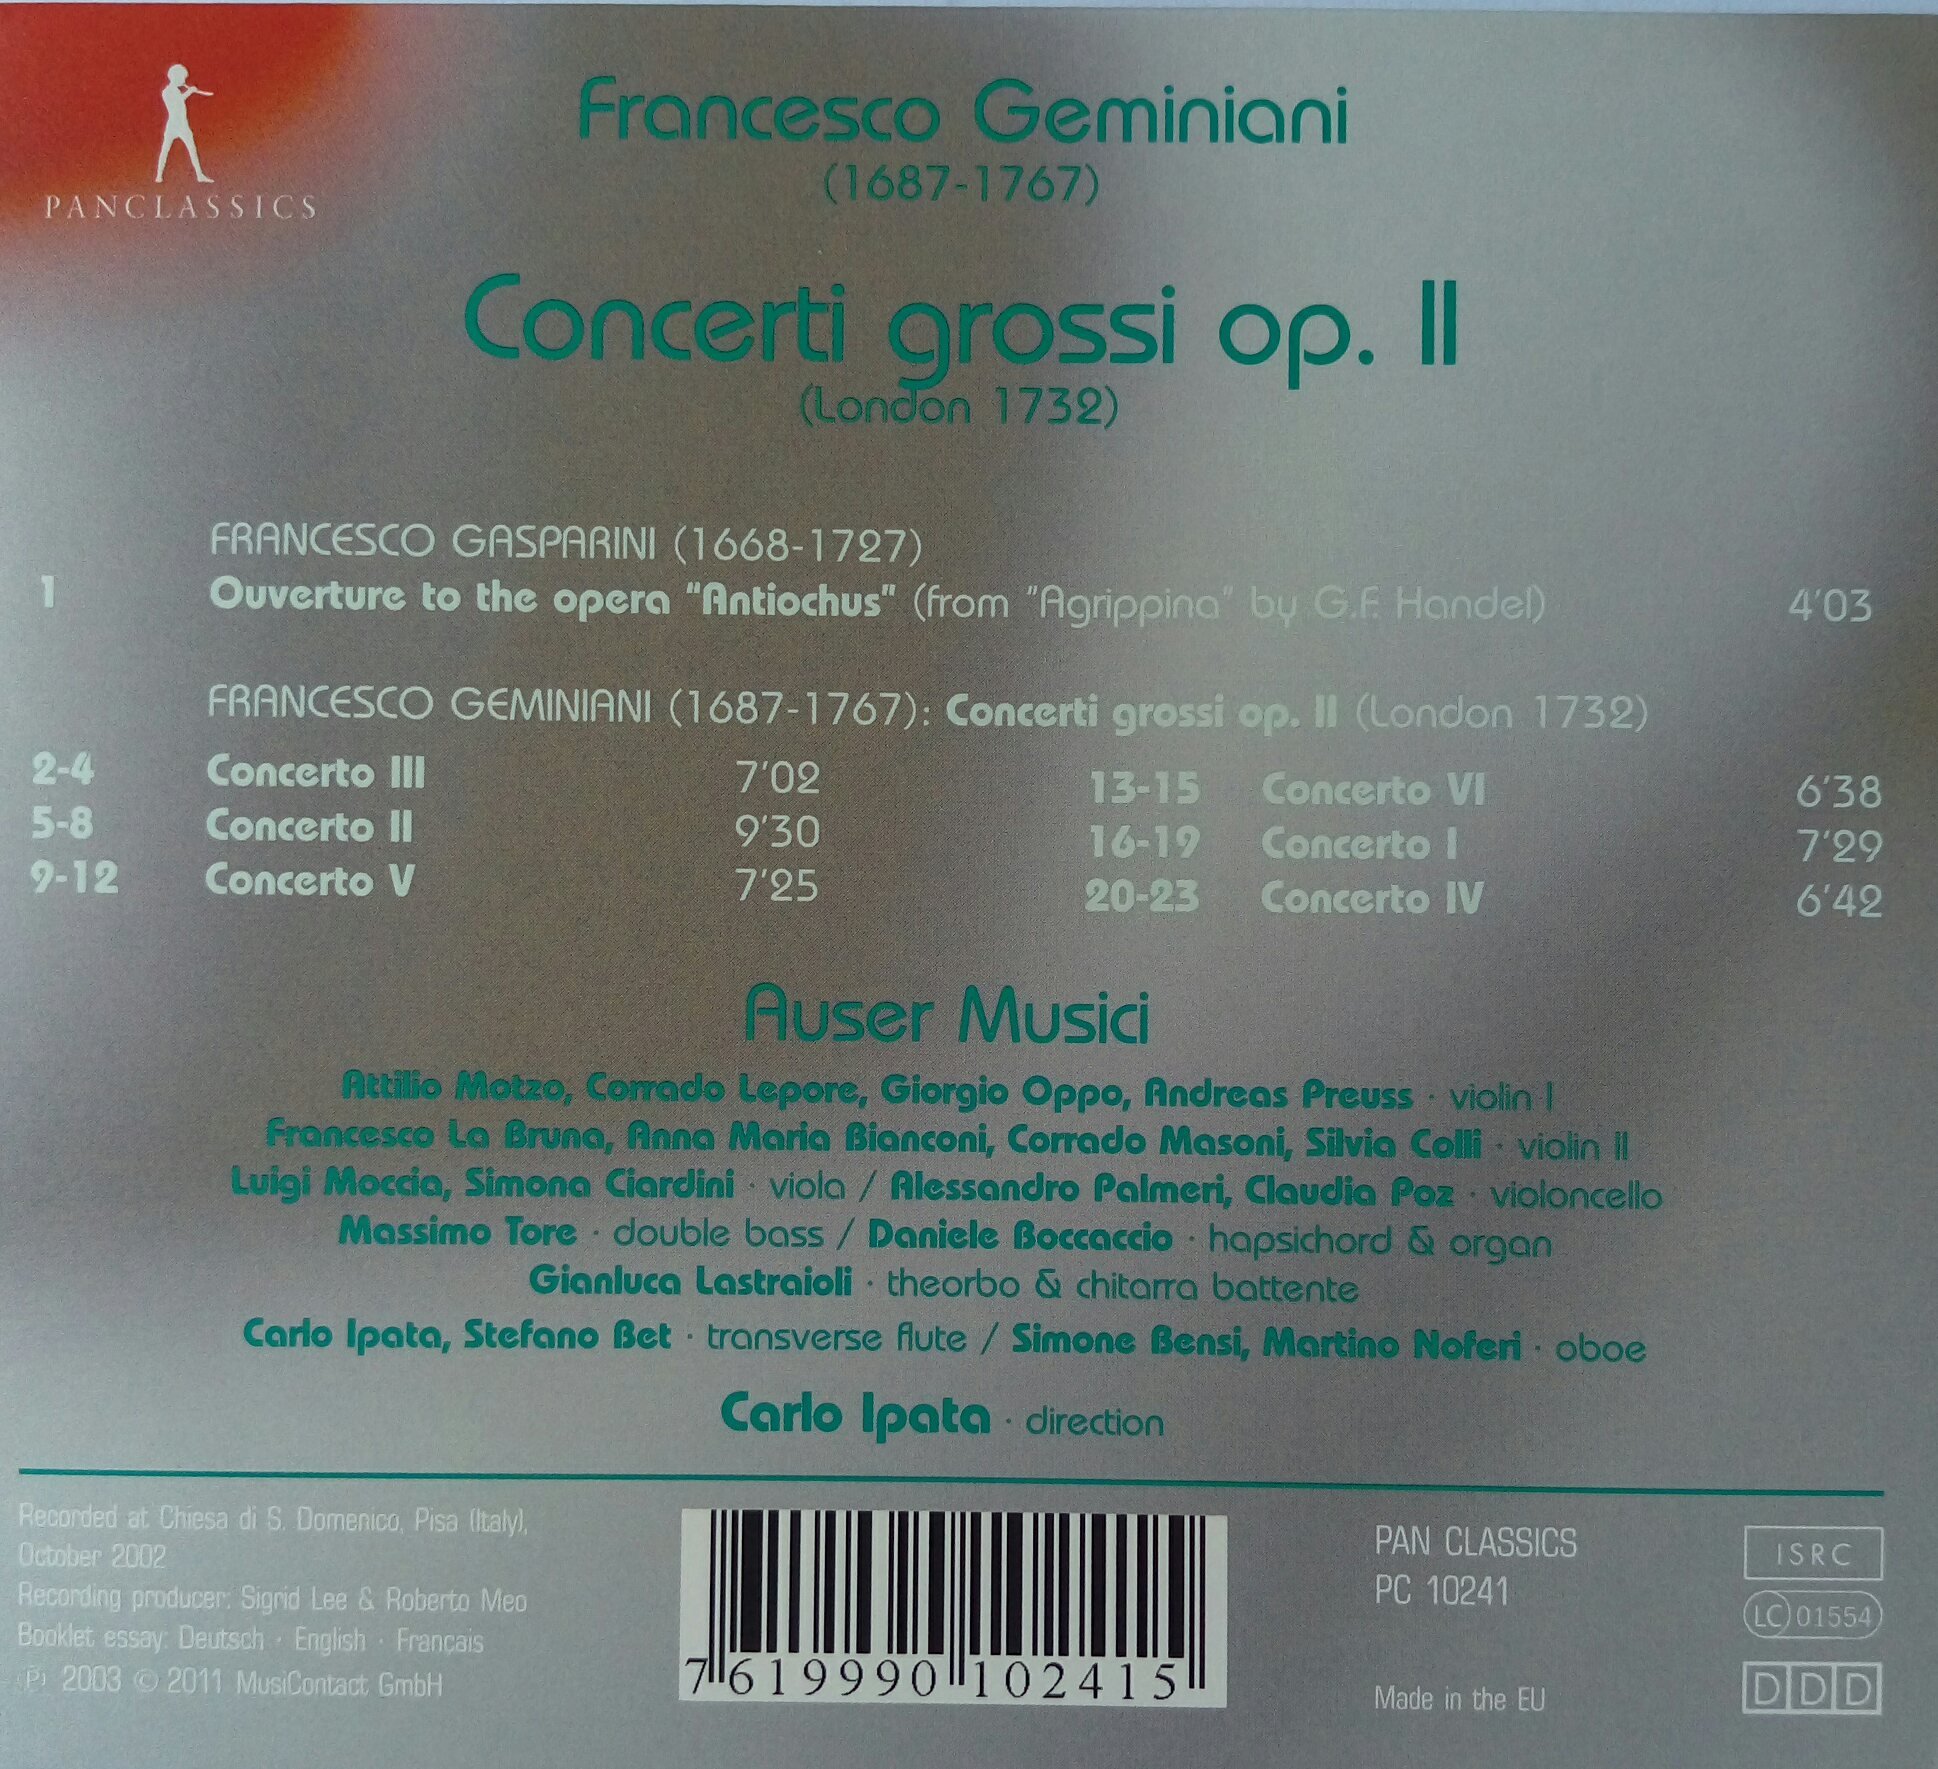 PANCLASSICS
Francesco Geminiani
(1687-1767)
Concerti grossi op. II
(London 1732)
FRANCESCO GASPARINI (1668-1727)
1 Ouverture to the opera "Antiochus" (from "Agrippina" by G.F. Handel) 4'03
FRANCESCO GEMINIANI (1687-1767): Concerti grossi op. II (London 1732)
2-4 Concerto III 7'02
5-8 Concerto II 9'30
9-12 Concerto V 7'25
13-15 Concerto VI 6'38
16-19 Concerto I 7'29
20-23 Concerto IV 6'42
Auser Musici
Attilio Motzo, Corrado Lepore, Giorgio Oppo, Andreas Preuss · violin I
Francesco La Bruna, Anna Maria Bianconi, Corrado Masoni, Silvia Colli · violin II
Luigi Moccia, Simona Ciardini · viola / Alessandro Palmeri, Claudia Poz · violoncello
Massimo Tore · double bass / Daniele Boccaccio · hapsichord & organ
Gianluca Lastraioli · theorbo & chitarra battente
Carlo Ipata, Stefano Bet · transverse flute / Simone Bensi, Martino Noferi · oboe
Carlo Ipata · direction
Recorded at Chiesa di S. Domenico, Pisa (Italy),
October 2002
Recording producer: Sigrid Lee & Roberto Meo
Booklet essay: Deutsch · English · Français
℗ 2003 © 2011 MusiContact GmbH
7 619990 102415
PAN CLASSICS
PC 10241
Made in the EU
ISRC
LC 01554
DDD